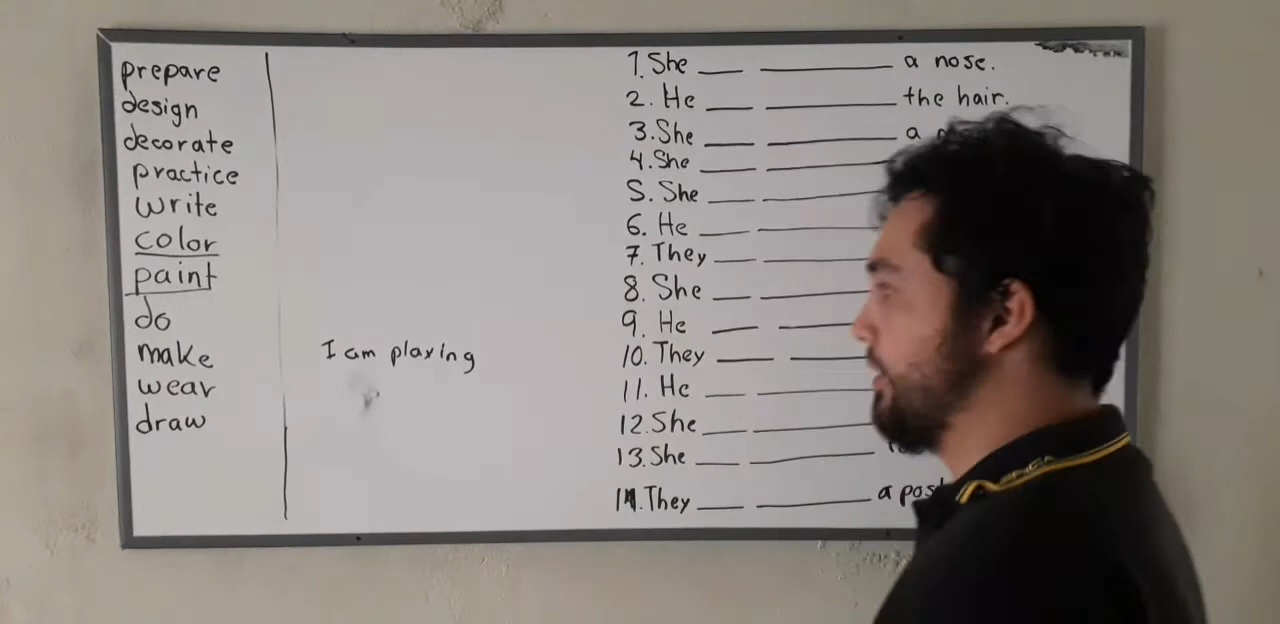 prepare
design
decorate
practice
write
color
paint
do
make
wear
draw
I am playing
1. She ___ ________ a nose.
2. He ___ ________ the hair.
3. She ___ ________ a
4. She ___ ________
5. She ___ ________
6. He ___ ________
7. They ___ ________
8. She ___ ________
9. He ___ ________
10. They ___ ________
11. He ___ ________
12. She ___ ________
13. She ___ ________
14. They ___ ________ a